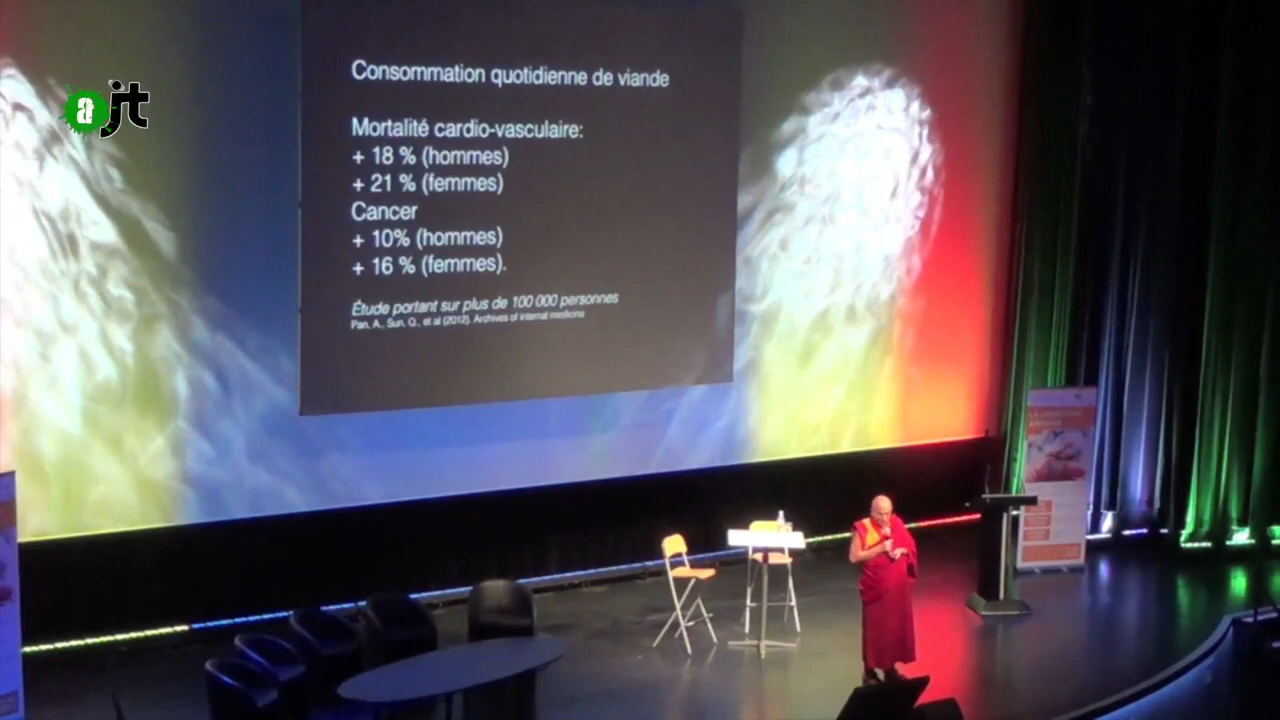 ajt
Consommation quotidienne de viande
Mortalité cardio-vasculaire:
+ 18 % (hommes)
+ 21 % (femmes)
Cancer
+ 10% (hommes)
+ 16 % (femmes).
Étude portant sur plus de 100 000 personnes
Pan, A., Sun, Q., et al (2012). Archives of internal medicine